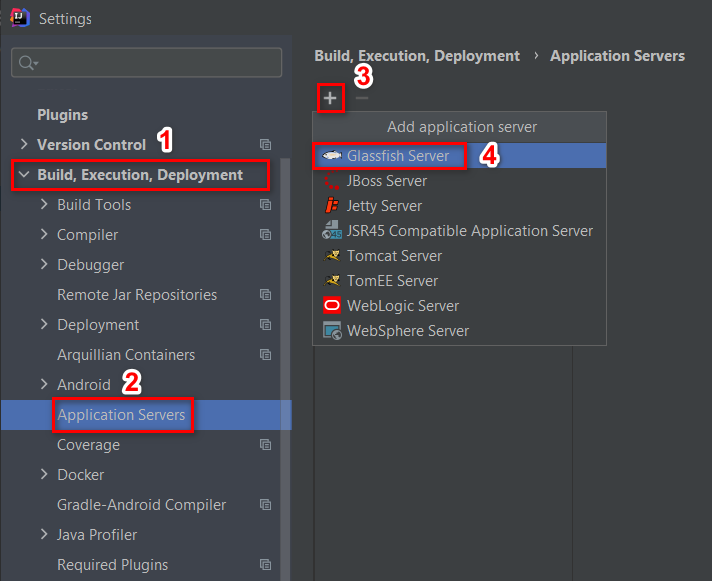 Settings
Plugins
Version Control 1
Build, Execution, Deployment
Build Tools
Compiler
Debugger
Remote Jar Repositories
Deployment
Arquillian Containers
Android 2
Application Servers
Coverage
Docker
Gradle-Android Compiler
Java Profiler
Required Plugins
Build, Execution, Deployment › Application Servers
3
Add application server
Glassfish Server 4
JBoss Server
Jetty Server
JSR45 Compatible Application Server
Tomcat Server
TomEE Server
WebLogic Server
WebSphere Server